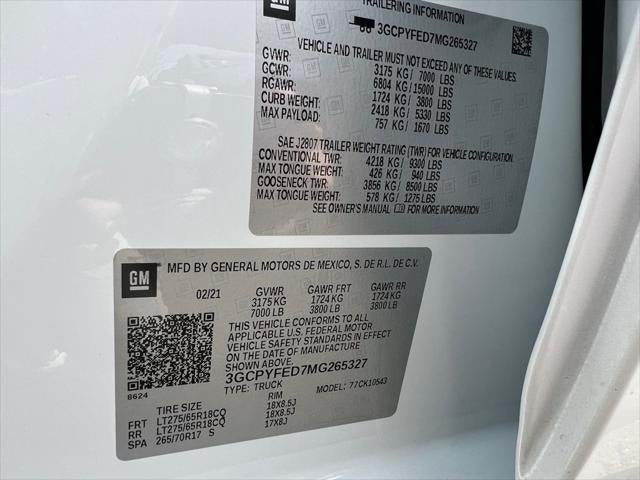 GM
GM
TRAILERING INFORMATION
3GCPYFED7MG265327
VEHICLE AND TRAILER MUST NOT EXCEED ANY OF THESE VALUES.
GVWR: 3175 KG / 7000 LBS
GCWR: 6804 KG / 15000 LBS
RGAWR: 1724 KG / 3800 LBS
CURB WEIGHT: 2418 KG / 5330 LBS
MAX PAYLOAD: 757 KG / 1670 LBS
SAE J2807 TRAILER WEIGHT RATING (TWR) FOR VEHICLE CONFIGURATION.
CONVENTIONAL TWR: 4218 KG / 9300 LBS
MAX TONGUE WEIGHT: 426 KG / 940 LBS
GOOSENECK TWR: 3856 KG / 8500 LBS
MAX TONGUE WEIGHT: 578 KG / 1275 LBS
SEE OWNER'S MANUAL FOR MORE INFORMATION
GM MFD BY GENERAL MOTORS DE MEXICO, S. DE R.L. DE C.V.
02/21 GVWR GAWR FRT GAWR RR
3175 KG 1724 KG 1724 KG
7000 LB 3800 LB 3800 LB
THIS VEHICLE CONFORMS TO ALL
APPLICABLE U.S. FEDERAL MOTOR
VEHICLE SAFETY STANDARDS IN EFFECT
ON THE DATE OF MANUFACTURE
3GCPYFED7MG265327
8624 TYPE: TRUCK 77CK10543
TIRE SIZE RIM
FRT LT275/65R18CQ 18X8.5J
RR LT275/65R18CQ 18X8.5J
SPA 265/70R17 S 17X8J